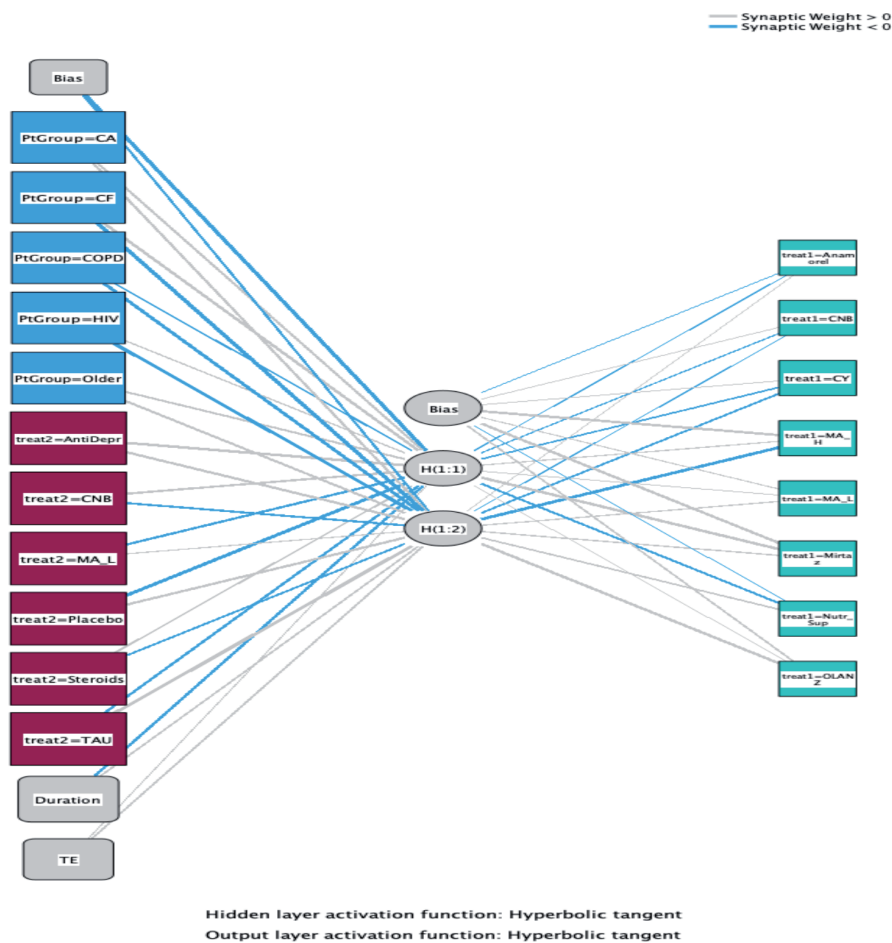 Synaptic Weight > 0
Synaptic Weight < 0
Bias
PtGroup=CA
PtGroup=CF
PtGroup=COPD
PtGroup=HIV
PtGroup=Older
treat2=AntiDepr
treat2=CNB
treat2=MA_L
treat2=Placebo
treat2=Steroids
treat2=TAU
Duration
TE
Bias
H(1:1)
H(1:2)
treat1=Anam
orel
treat1=CNB
treat1=CY
treat1=MA_
H
treat1=MA_L
treat1=Mirta
z
treat1=Nutr_
Sup
treat1=OLAN
Z
Hidden layer activation function: Hyperbolic tangent
Output layer activation function: Hyperbolic tangent